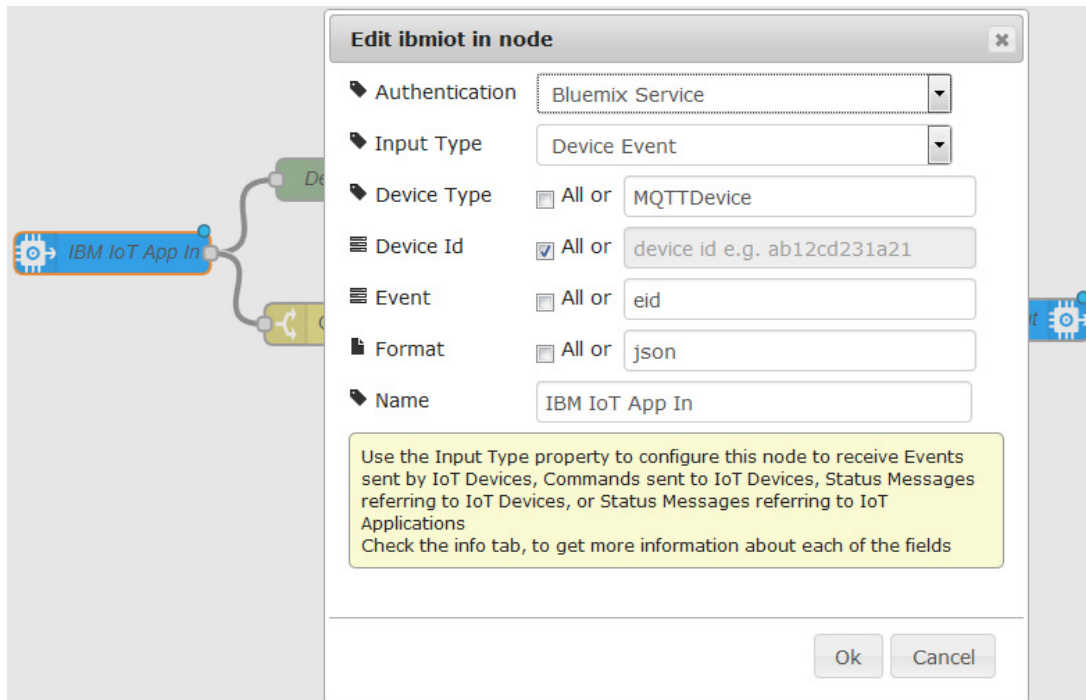 Edit ibmiot in node
Authentication Bluemix Service
Input Type Device Event
Device Type All or MQTTDevice
Device Id All or device id e.g. ab12cd231a21
Event All or eid
Format All or json
Name IBM IoT App In
Use the Input Type property to configure this node to receive Events
sent by IoT Devices, Commands sent to IoT Devices, Status Messages
referring to IoT Devices, or Status Messages referring to IoT
Applications
Check the info tab, to get more information about each of the fields
Ok Cancel
De
IBM IoT App In